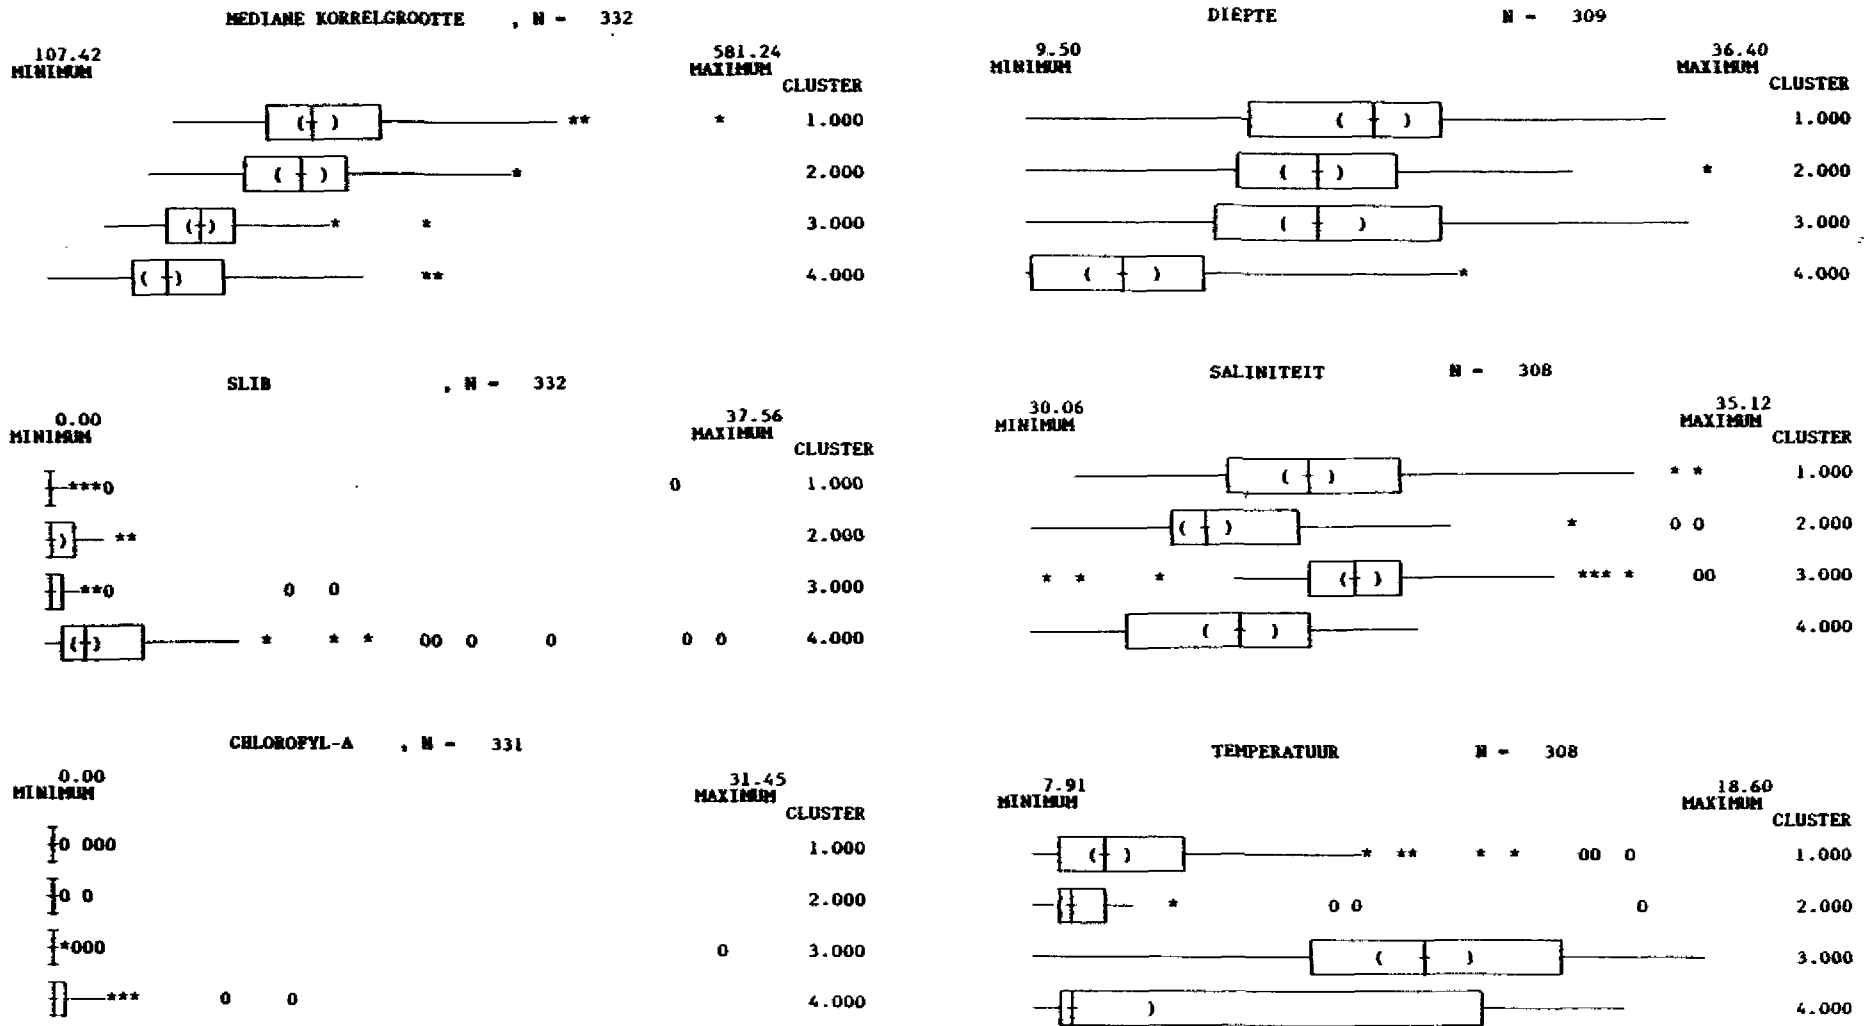 MEDIANE KORRELGROOTTE , N = 332
107.42 581.24
MINIMUM MAXIMUM
CLUSTER
1.000
2.000
3.000
4.000
SLIB , N = 332
0.00 37.56
MINIMUM MAXIMUM
CLUSTER
1.000
2.000
3.000
4.000
CHLOROFYL-A , N = 331
0.00 31.45
MINIMUM MAXIMUM
CLUSTER
1.000
2.000
3.000
4.000
DIEPTE N = 309
9.50 36.40
MINIMUM MAXIMUM
CLUSTER
1.000
2.000
3.000
4.000
SALINITEIT N = 308
30.06 35.12
MINIMUM MAXIMUM
CLUSTER
1.000
2.000
3.000
4.000
TEMPERATUUR N = 308
7.91 18.60
MINIMUM MAXIMUM
CLUSTER
1.000
2.000
3.000
4.000